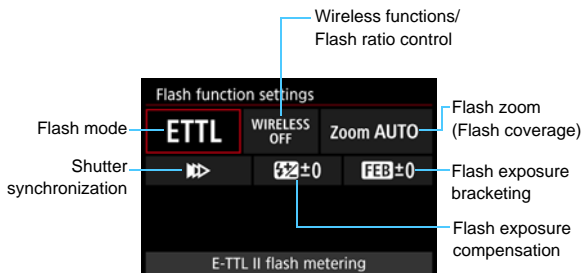 Wireless functions/
Flash ratio control
Flash function settings
Flash mode
ETTL
WIRELESS
OFF
Zoom AUTO
Flash zoom
(Flash coverage)
Shutter
synchronization
±0
FEB±0
Flash exposure
bracketing
Flash exposure
compensation
E-TTL II flash metering